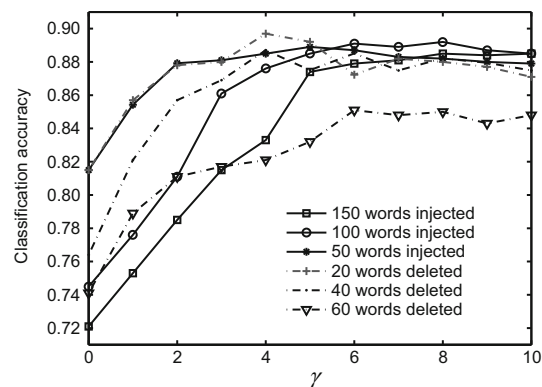 0.90
0.88
0.86
0.84
0.82
0.80
0.78
0.76
0.74
0.72
Classification accuracy
150 words injected
100 words injected
50 words injected
20 words deleted
40 words deleted
60 words deleted
0 2 4 6 8 10
γ